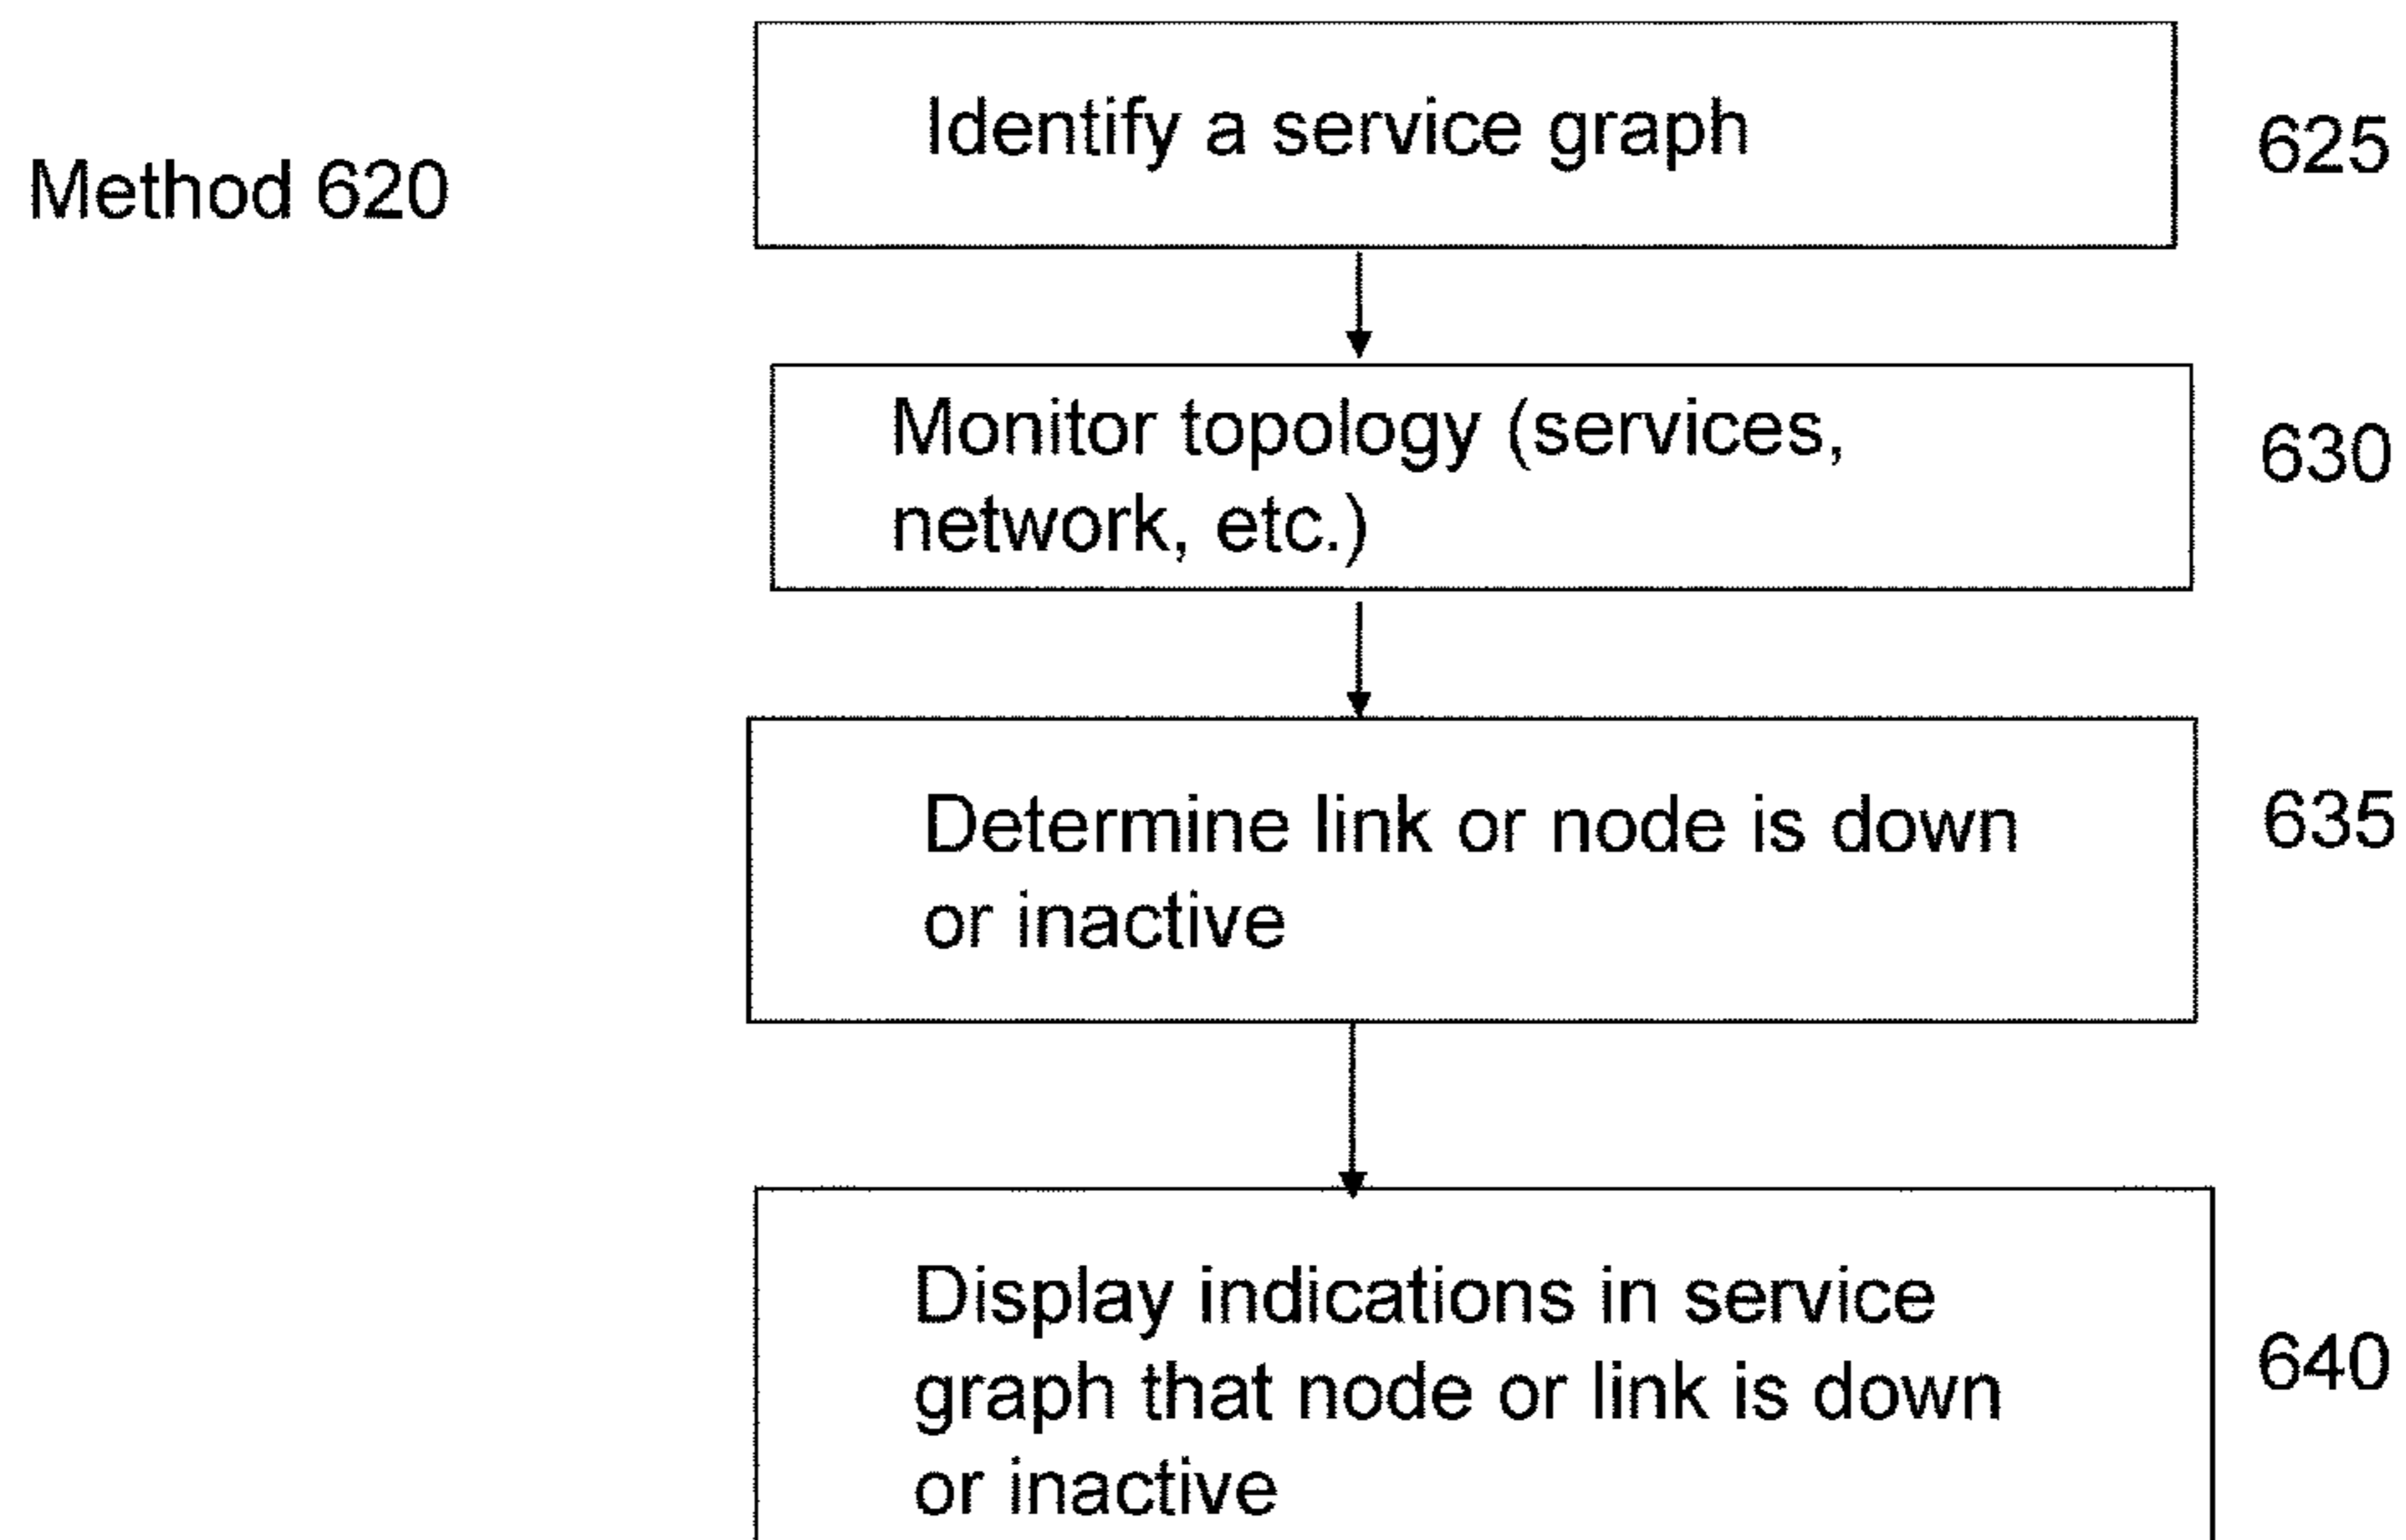 Method 620
Identify a service graph
625
Monitor topology (services,
network, etc.)
630
Determine link or node is down
or inactive
635
Display indications in service
graph that node or link is down
or inactive
640